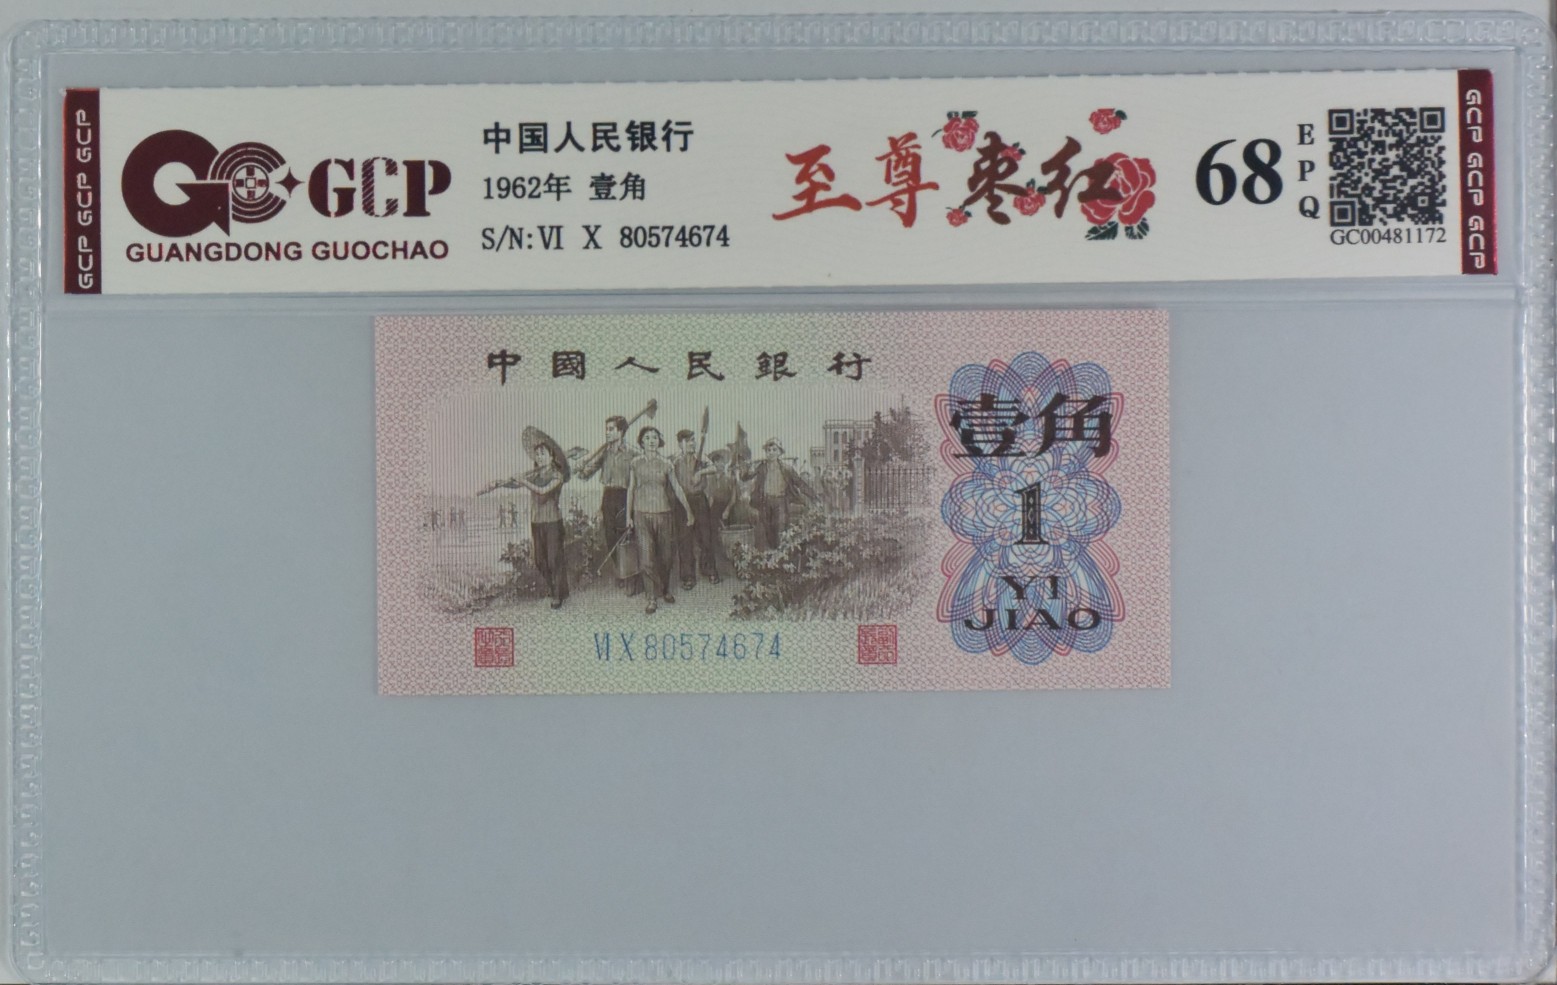 GCP GCP GCP
GCP
GUANGDONG GUOCHAO
中国人民银行
1962年 壹角
S/N:VI X 80574674
至尊枣红
68
EPQ
GC00481172
GCP GCP GCP
中國人民銀行
壹角
1
YI
JIAO
VI X 80574674